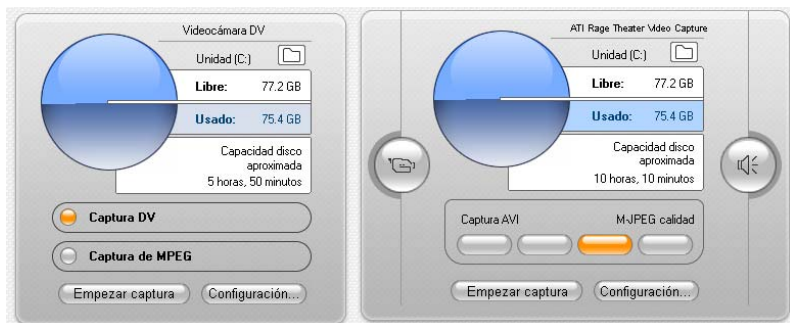 Videocámara DV
Unidad (C:)
Libre: 77.2 GB
Usado: 75.4 GB
Capacidad disco
aproximada
5 horas, 50 minutos
Captura DV
Captura de MPEG
Empezar captura
Configuración...
ATI Rage Theater Video Capture
Unidad (C:)
Libre: 77.2 GB
Usado: 75.4 GB
Capacidad disco
aproximada
10 horas, 10 minutos
Captura AVI
M-JPEG calidad
Empezar captura
Configuración...